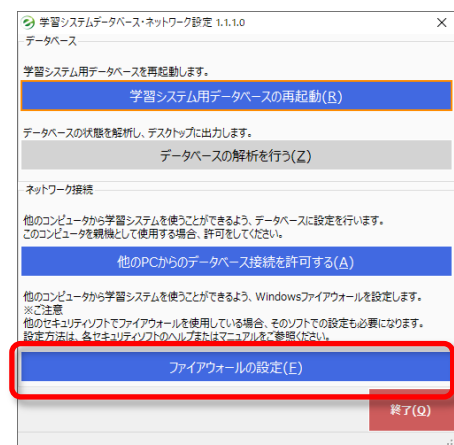 学習システムデータベース・ネットワーク設定 1.1.1.0
データベース
学習システム用データベースを再起動します。
学習システム用データベースの再起動(R)
データベースの状態を解析し、デスクトップに出力します。
データベースの解析を行う(Z)
ネットワーク接続
他のコンピュータから学習システムを使うことができるよう、データベースに設定を行います。
このコンピュータを親機として使用する場合、許可をしてください。
他のPCからのデータベース接続を許可する(A)
他のコンピュータから学習システムを使うことができるよう、Windowsファイアウォールを設定します。
※ご注意
他のセキュリティソフトでファイアウォールを使用している場合、そのソフトでの設定も必要になります。
設定方法は、各セキュリティソフトのヘルプまたはマニュアルをご参照ください。
ファイアウォールの設定(F)
終了(Q)